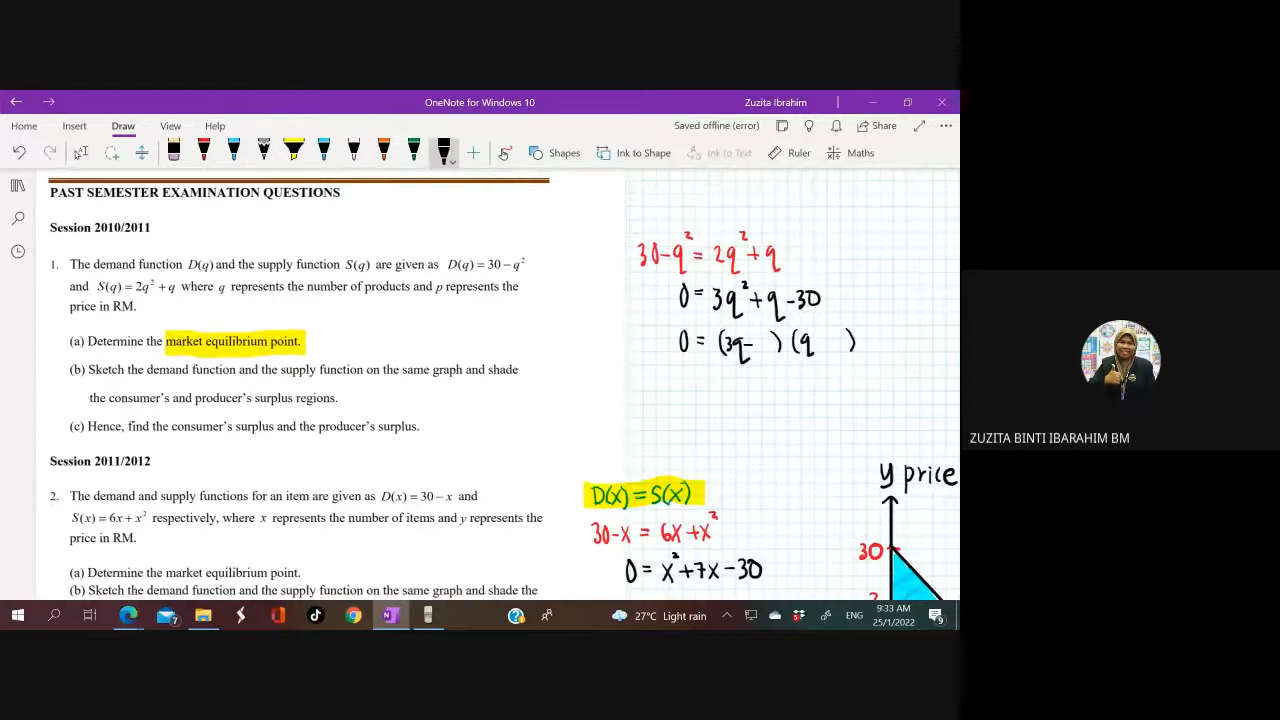 OneNote for Windows 10
Zuzita Ibrahim
Home Insert Draw View Help
Saved offline (error)
Share
Shapes
Ink to Shape
Ink to Text
Ruler
Maths
PAST SEMESTER EXAMINATION QUESTIONS
Session 2010/2011
1. The demand function D(q) and the supply function S(q) are given as D(q) = 30 − q²
and S(q) = 2q² + q where q represents the number of products and p represents the
price in RM.
(a) Determine the market equilibrium point.
(b) Sketch the demand function and the supply function on the same graph and shade
the consumer’s and producer’s surplus regions.
(c) Hence, find the consumer’s surplus and the producer’s surplus.
Session 2011/2012
2. The demand and supply functions for an item are given as D(x) = 30 − x and
S(x) = 6x + x² respectively, where x represents the number of items and y represents the
price in RM.
(a) Determine the market equilibrium point.
(b) Sketch the demand function and the supply function on the same graph and shade the
30-q² = 2q² + q
0 = 3q² + q - 30
0 = (3q- ) (q )
D(x) = S(x)
30-x = 6x + x²
0 = x² + 7x - 30
y price
30
ZUZITA BINTI IBARAHIM BM
27°C Light rain
ENG
9:33 AM
25/1/2022